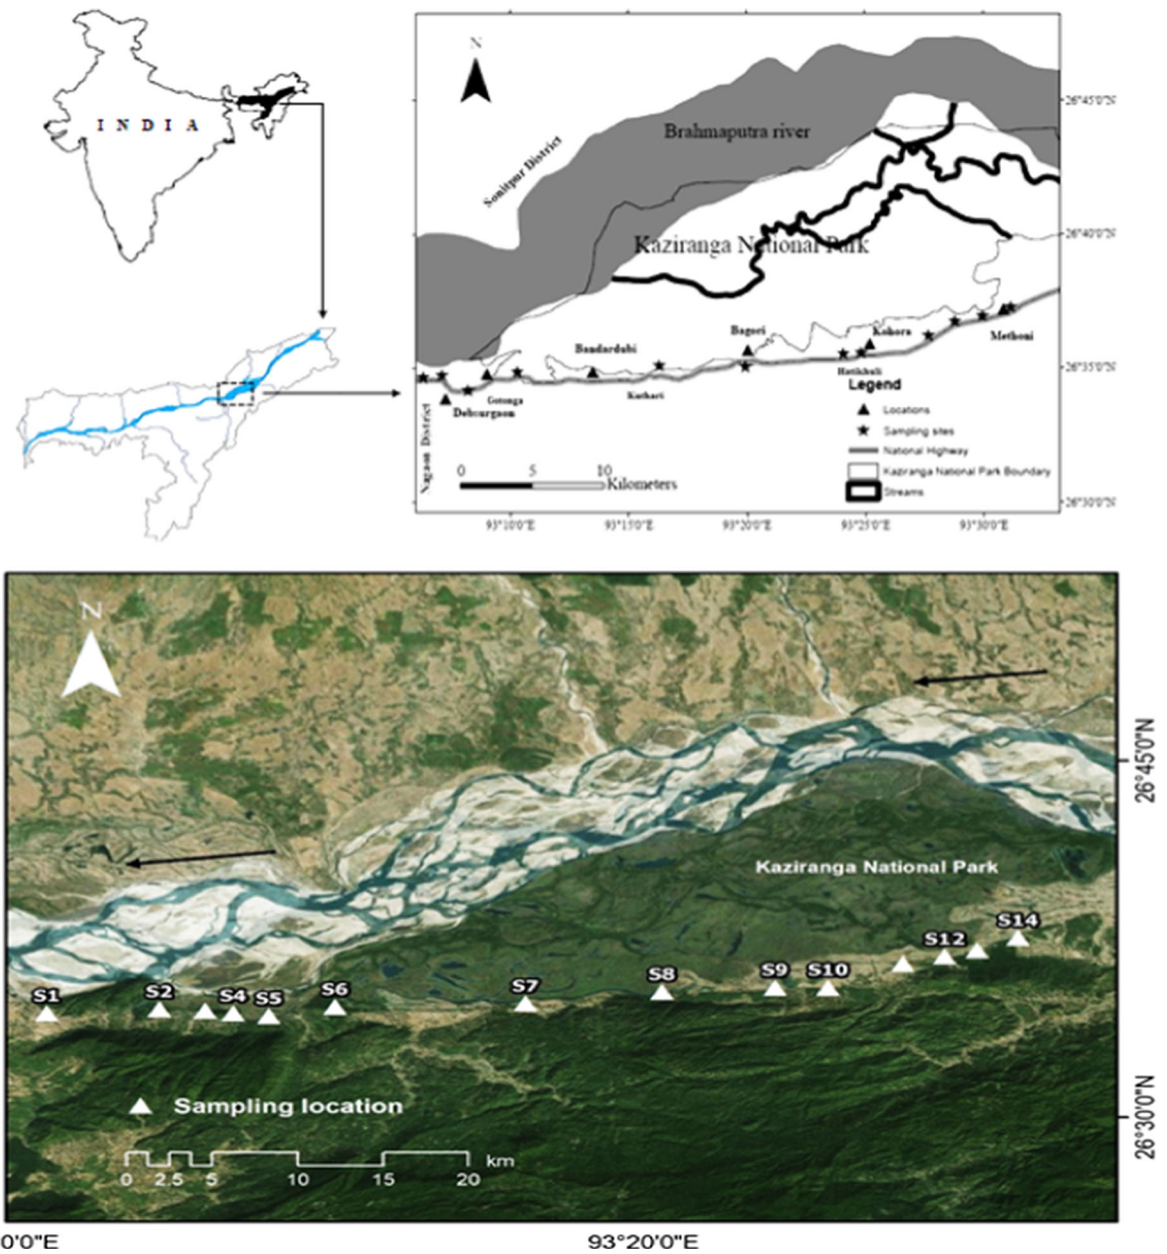 I N D I A
N
Sonitpur District
Brahmaputra river
Kaziranga National Park
26°45'0"N
26°40'0"N
26°35'0"N
26°30'0"N
Bagori
Kohora
Methoni
Bandardubi
Hatikhuli
Kuthari
Gotonga
Debsurgaon
Nagaon District
Legend
Locations
Sampling sites
National Highway
Kaziranga National Park Boundary
Streams
0 5 10
Kilometers
93°10'0"E 93°15'0"E 93°20'0"E 93°25'0"E 93°30'0"E
N
26°45'0"N
Kaziranga National Park
S14
S12
S1 S2 S4 S5 S6 S7 S8 S9 S10
Sampling location
0 2.5 5 10 15 20 km
26°30'0"N
0'0"E 93°20'0"E